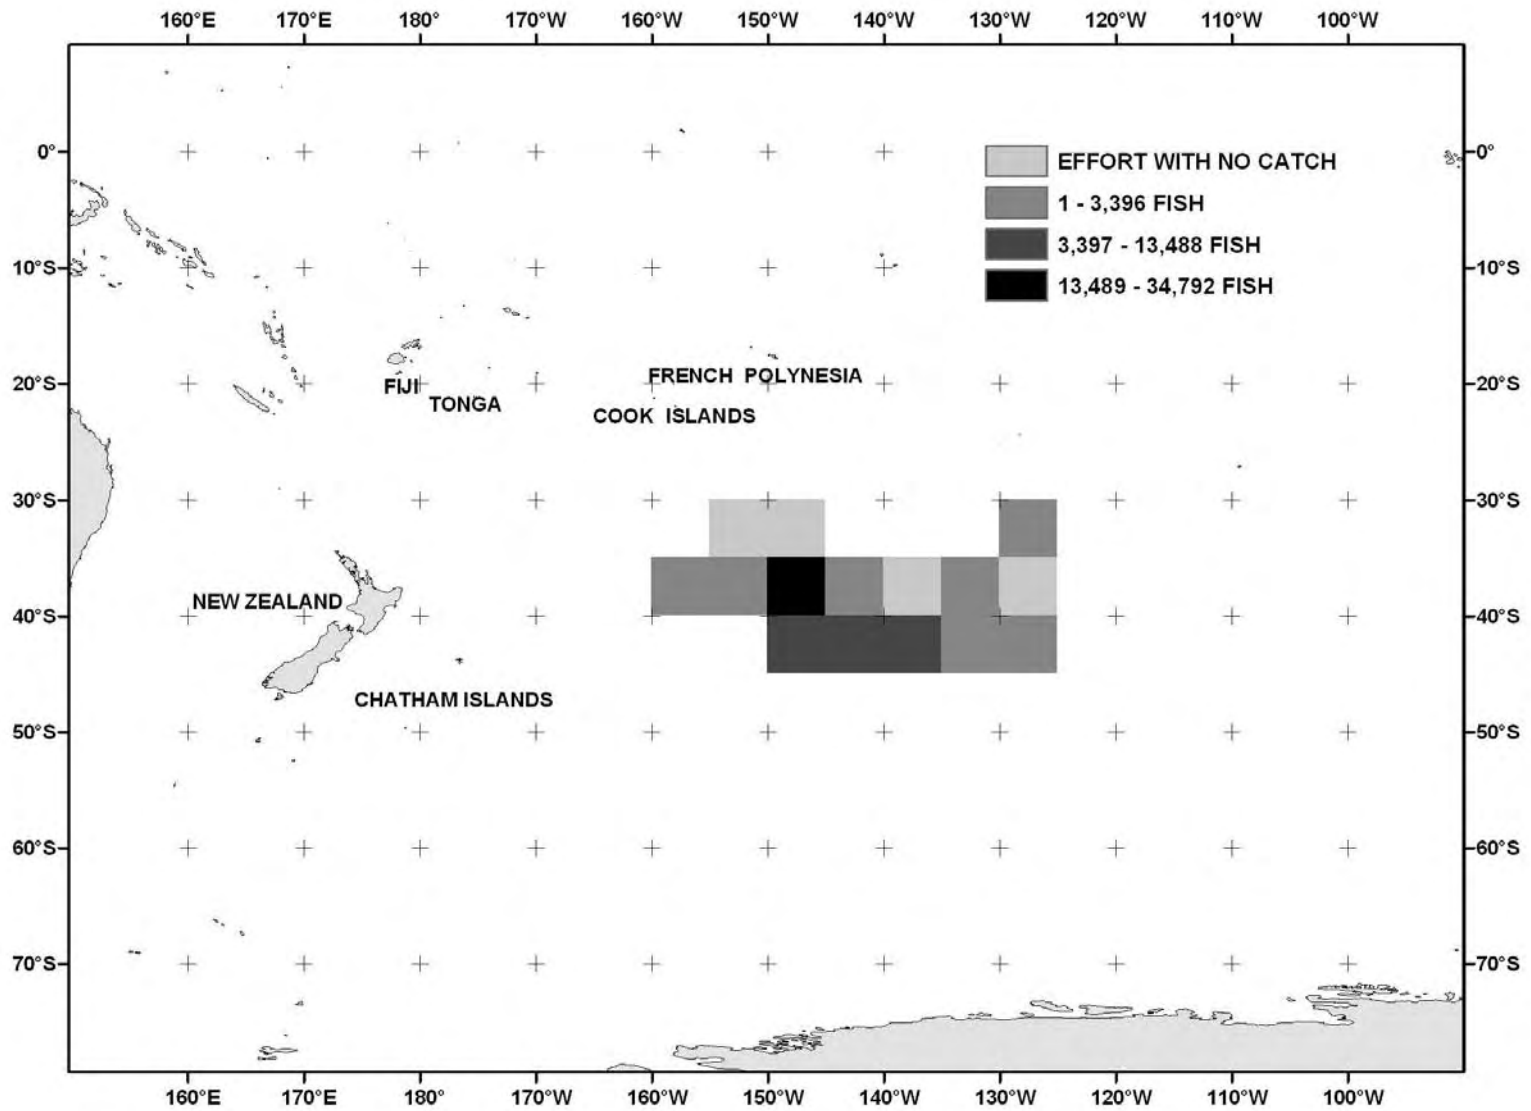 160°E 170°E 180° 170°W 160°W 150°W 140°W 130°W 120°W 110°W 100°W
0° 0°
EFFORT WITH NO CATCH
1 - 3,396 FISH
3,397 - 13,488 FISH
10°S 10°S
13,489 - 34,792 FISH
FRENCH POLYNESIA
20°S FIJI 20°S
TONGA
COOK ISLANDS
30°S 30°S
NEW ZEALAND
40°S 40°S
CHATHAM ISLANDS
50°S 50°S
60°S 60°S
70°S 70°S
160°E 170°E 180° 170°W 160°W 150°W 140°W 130°W 120°W 110°W 100°W